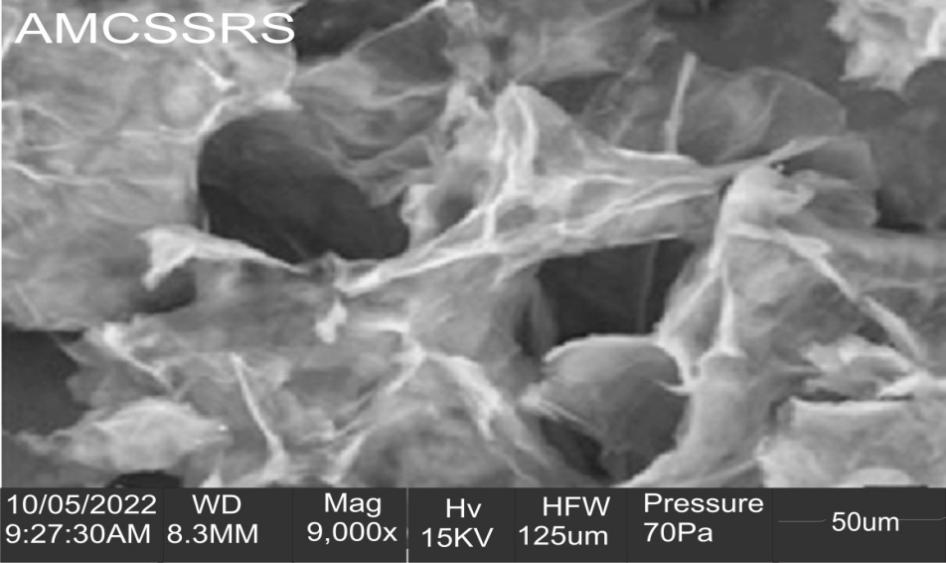 AMCSSRS
10/05/2022 WD Mag Hv HFW Pressure 50um
9:27:30AM 8.3MM 9,000x 15KV 125um 70Pa